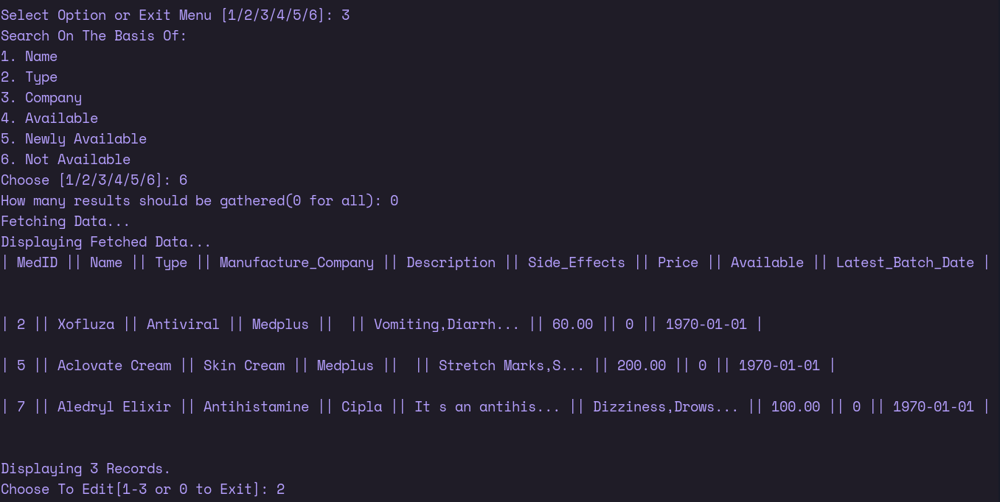 Select Option or Exit Menu [1/2/3/4/5/6]: 3
Search On The Basis Of:
1. Name
2. Type
3. Company
4. Available
5. Newly Available
6. Not Available
Choose [1/2/3/4/5/6]: 6
How many results should be gathered(0 for all): 0
Fetching Data...
Displaying Fetched Data...
| MedID || Name || Type || Manufacture_Company || Description || Side_Effects || Price || Available || Latest_Batch_Date |
| 2 || Xofluza || Antiviral || Medplus ||  || Vomiting,Diarrh... || 60.00 || 0 || 1970-01-01 |
| 5 || Aclovate Cream || Skin Cream || Medplus ||  || Stretch Marks,S... || 200.00 || 0 || 1970-01-01 |
| 7 || Aledryl Elixir || Antihistamine || Cipla || It s an antihis... || Dizziness,Drows... || 100.00 || 0 || 1970-01-01 |
Displaying 3 Records.
Choose To Edit[1-3 or 0 to Exit]: 2